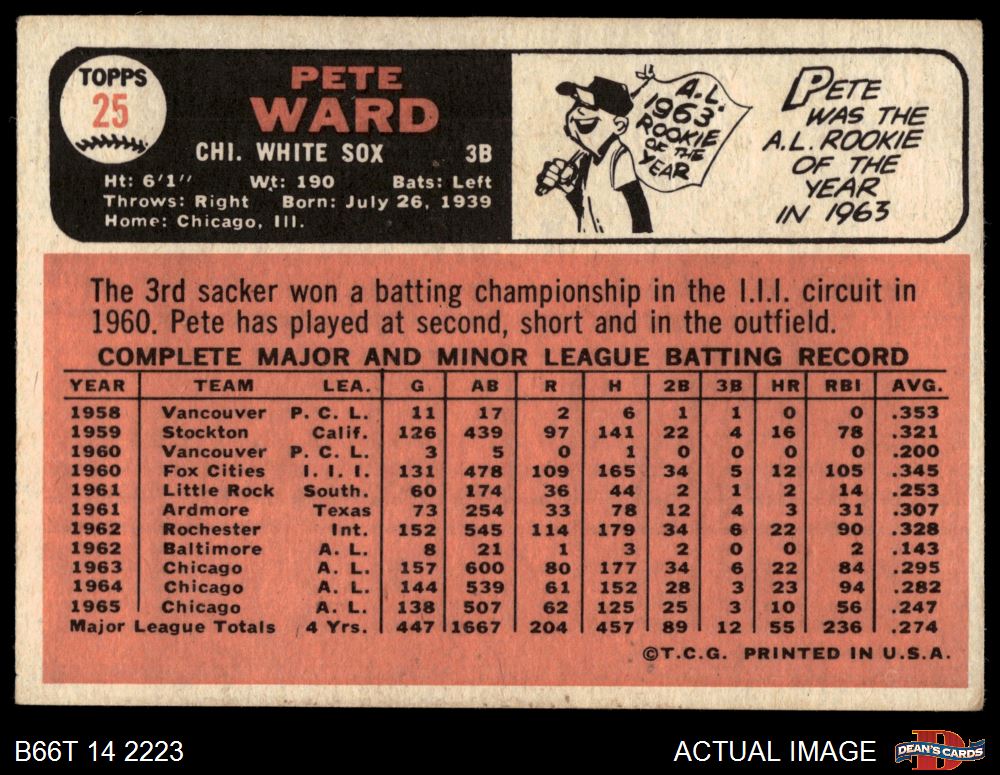 TOPPS
25
PETE
WARD
CHI. WHITE SOX 3B
Ht: 6'1" Wt: 190 Bats: Left
Throws: Right Born: July 26, 1939
Home: Chicago, Ill.
A.L.
1963
ROOKIE
OF THE
YEAR
PETE
WAS THE
A.L. ROOKIE
OF THE
YEAR
IN 1963
The 3rd sacker won a batting championship in the I.I.I. circuit in
1960. Pete has played at second, short and in the outfield.
COMPLETE MAJOR AND MINOR LEAGUE BATTING RECORD
YEAR TEAM LEA. G AB R H 2B 3B HR RBI AVG.
1958 Vancouver P. C. L. 11 17 2 6 1 1 0 0 .353
1959 Stockton Calif. 126 439 97 141 22 4 16 78 .321
1960 Vancouver P. C. L. 3 5 0 1 0 0 0 0 .200
1960 Fox Cities I. I. I. 131 478 109 165 34 5 12 105 .345
1961 Little Rock South. 60 174 36 44 2 1 2 14 .253
1961 Ardmore Texas 73 254 33 78 12 4 3 31 .307
1962 Rochester Int. 152 545 114 179 34 6 22 90 .328
1962 Baltimore A. L. 8 21 1 3 2 0 0 2 .143
1963 Chicago A. L. 157 600 80 177 34 6 22 84 .295
1964 Chicago A. L. 144 539 61 152 28 3 23 94 .282
1965 Chicago A. L. 138 507 62 125 25 3 10 56 .247
Major League Totals 4 Yrs. 447 1667 204 457 89 12 55 236 .274
©T.C.G. PRINTED IN U.S.A.
B66T 14 2223 ACTUAL IMAGE DEAN'S CARDS